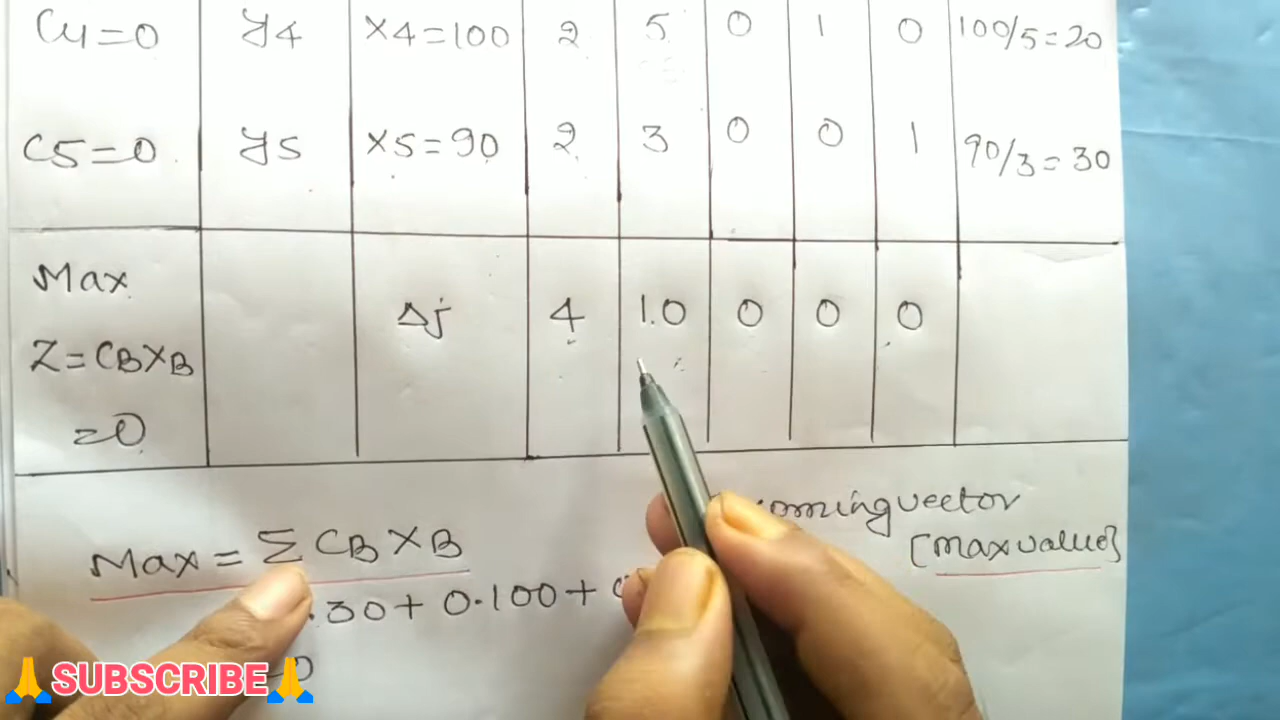 C4=0 y4 x4=100 2 5 0 1 0 100/5=20
C5=0 y5 x5=90 2 3 0 0 1 90/3=30
Max
Z=CBXB
=0
Δj 4 1.0 0 0 0
vector
[max value]
Max = Σ CB XB
.30+ 0.100+
🙏SUBSCRIBE🙏